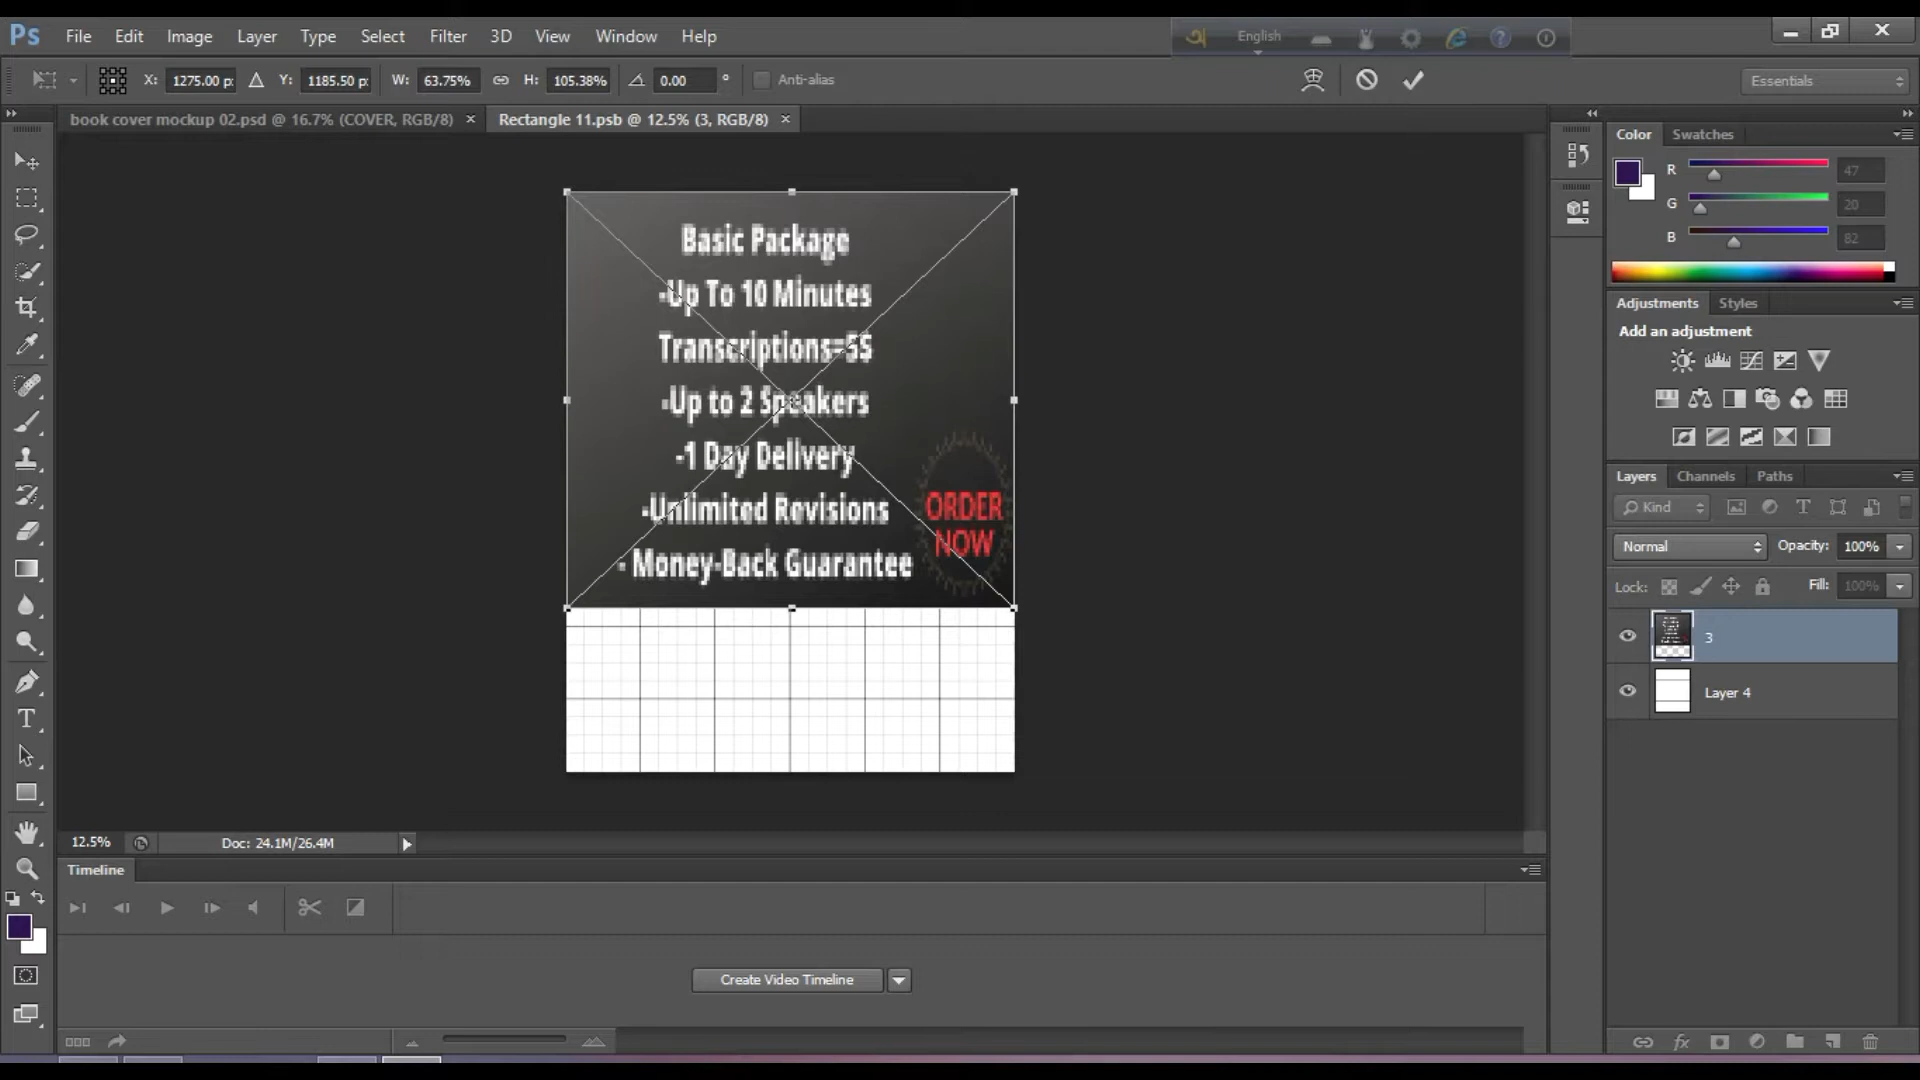 Ps File Edit Image Layer Type Select Filter 3D View Window Help English
X: 1275.00 p: Y: 1185.50 p: W: 63.75% H: 105.38% 0.00 ° Anti-alias Essentials
book cover mockup 02.psd @ 16.7% (COVER, RGB/8) × Rectangle 11.psb @ 12.5% (3, RGB/8) ×
Color Swatches
R 47
G 20
B 82
Adjustments Styles
Add an adjustment
Layers Channels Paths
Kind
Normal Opacity: 100%
Lock: Fill: 100%
3
Layer 4
Basic Package
-Up To 10 Minutes
Transcriptions=5$
-Up to 2 Speakers
-1 Day Delivery
-Unlimited Revisions
- Money-Back Guarantee
ORDER
NOW
12.5% Doc: 24.1M/26.4M
Timeline
Create Video Timeline